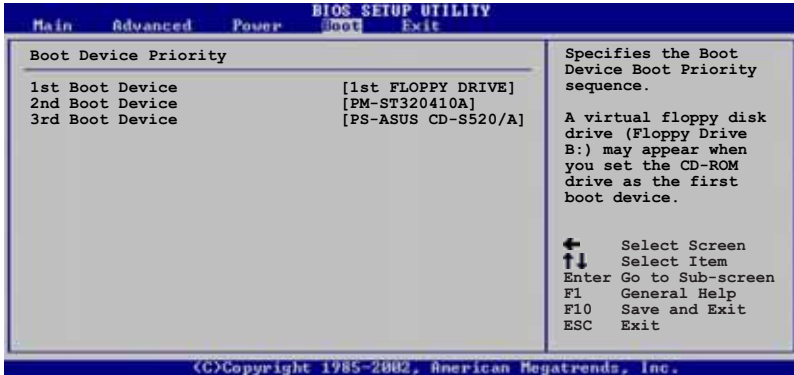 BIOS SETUP UTILITY
Main Advanced Power Boot Exit
Boot Device Priority
1st Boot Device [1st FLOPPY DRIVE]
2nd Boot Device [PM-ST320410A]
3rd Boot Device [PS-ASUS CD-S520/A]
Specifies the Boot
Device Boot Priority
sequence.
A virtual floppy disk
drive (Floppy Drive
B:) may appear when
you set the CD-ROM
drive as the first
boot device.
← Select Screen
↑↓ Select Item
Enter Go to Sub-screen
F1 General Help
F10 Save and Exit
ESC Exit
(C)Copyright 1985-2002, American Megatrends, Inc.